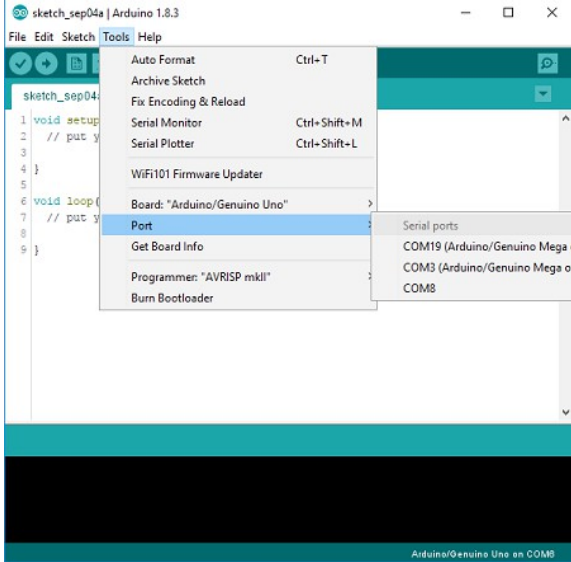 sketch_sep04a | Arduino 1.8.3
File Edit Sketch Tools Help
sketch_sep04a
Auto Format Ctrl+T
Archive Sketch
Fix Encoding & Reload
Serial Monitor Ctrl+Shift+M
Serial Plotter Ctrl+Shift+L
WiFi101 Firmware Updater
Board: "Arduino/Genuino Uno"
Port
Get Board Info
Programmer: "AVRISP mkII"
Burn Bootloader
Serial ports
COM19 (Arduino/Genuino Mega
COM3 (Arduino/Genuino Mega o
COM8
1 void setup
2 // put y
3
4 }
5
6 void loop(
7 // put y
8
9 }
Arduino/Genuino Uno on COM8